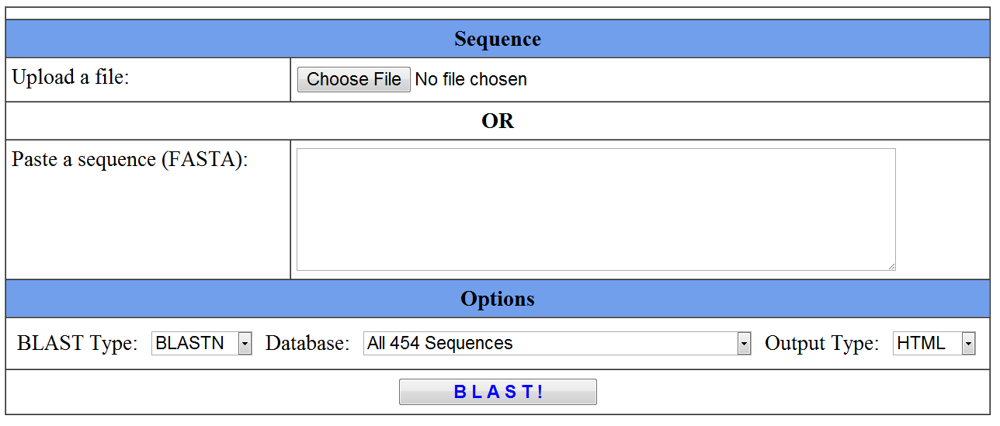 Sequence
Upload a file: Choose File No file chosen
OR
Paste a sequence (FASTA):
Options
BLAST Type: BLASTN Database: All 454 Sequences Output Type: HTML
B L A S T !